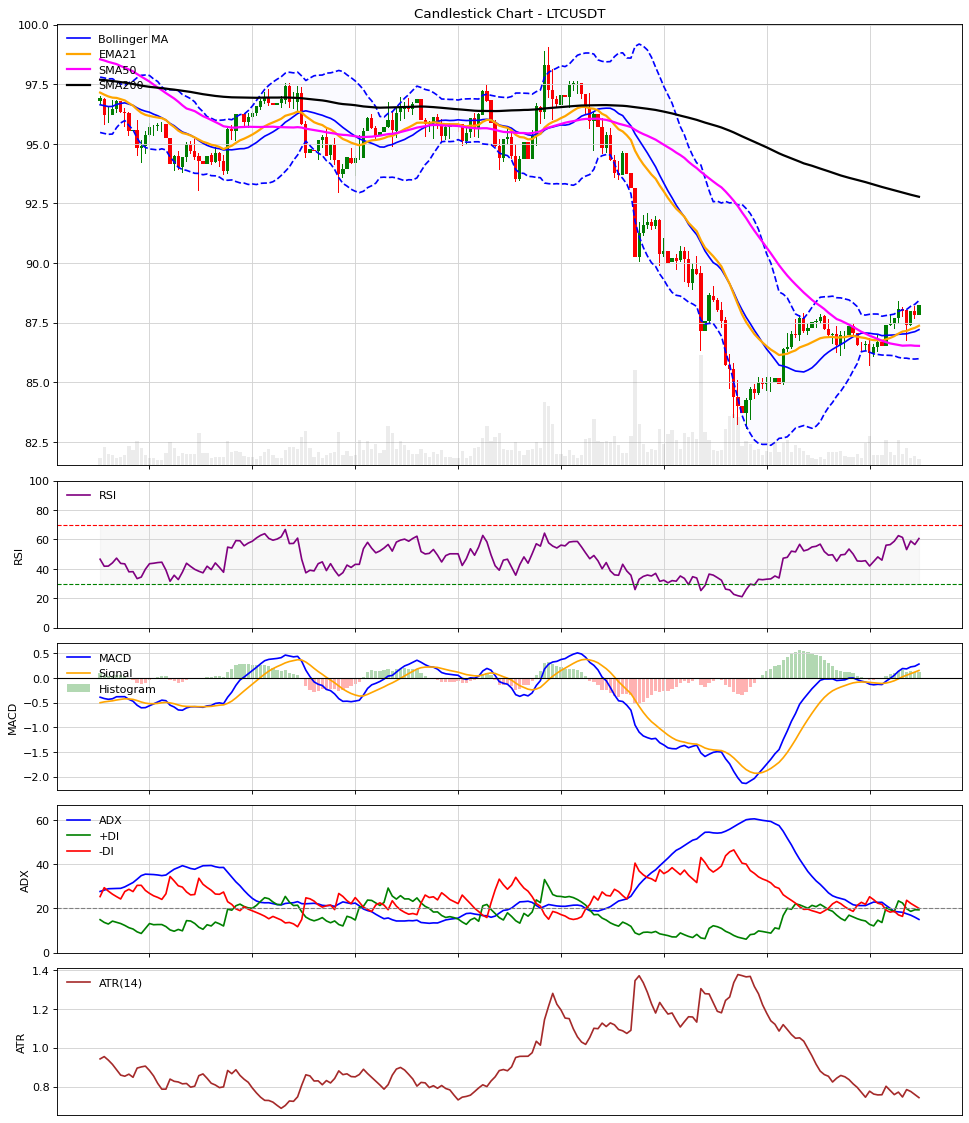 Candlestick Chart - LTCUSDT
100.0
97.5
95.0
92.5
90.0
87.5
85.0
82.5
Bollinger MA
EMA21
SMA50
SMA200
RSI
100
80
60
40
20
0
RSI
MACD
0.5
0.0
−0.5
−1.0
−1.5
−2.0
MACD
Signal
Histogram
ADX
60
40
20
0
ADX
+DI
-DI
ATR
1.4
1.2
1.0
0.8
ATR(14)